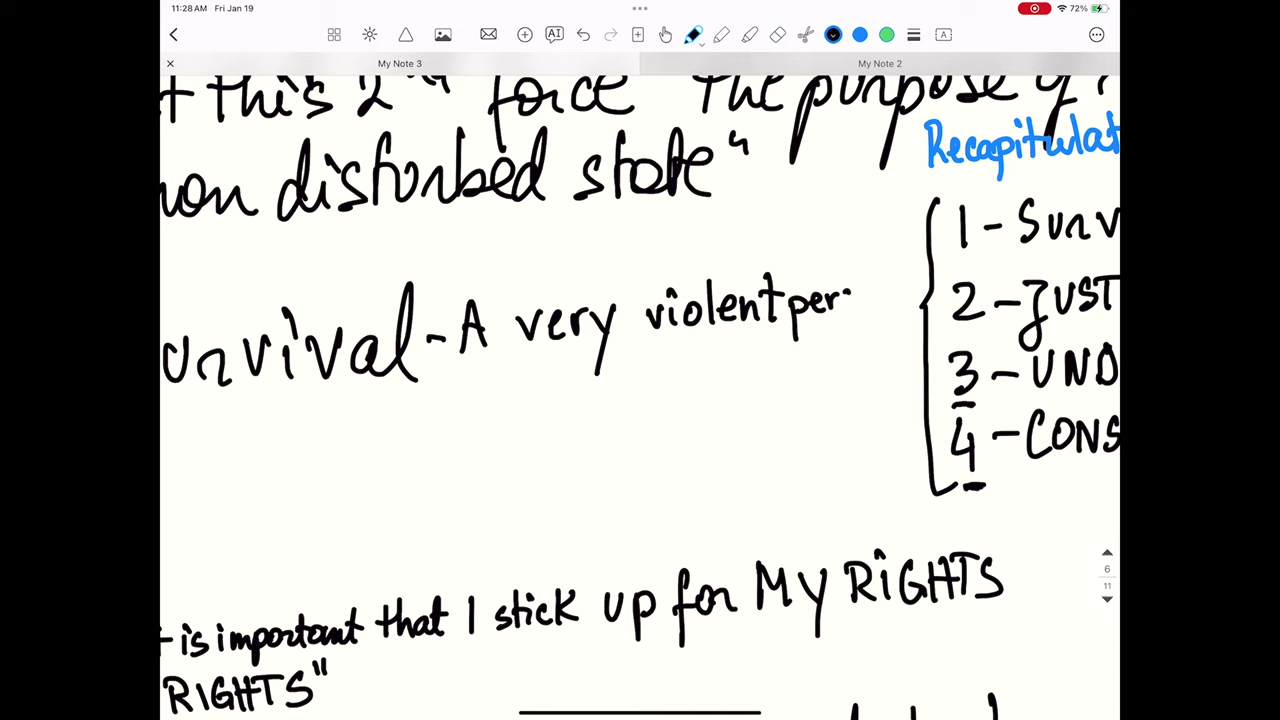 11:28AM Fri Jan 19
72%
My Note 3
My Note 2
this 2nd force "the purpose of
non disturbed state"
Recapitulat
1 - Surv
2 - JUST
3 - UND
4 - CONS
urvival - A very violent per
6
11
t is important that I stick up for My RiGHTS
RIGHTS"